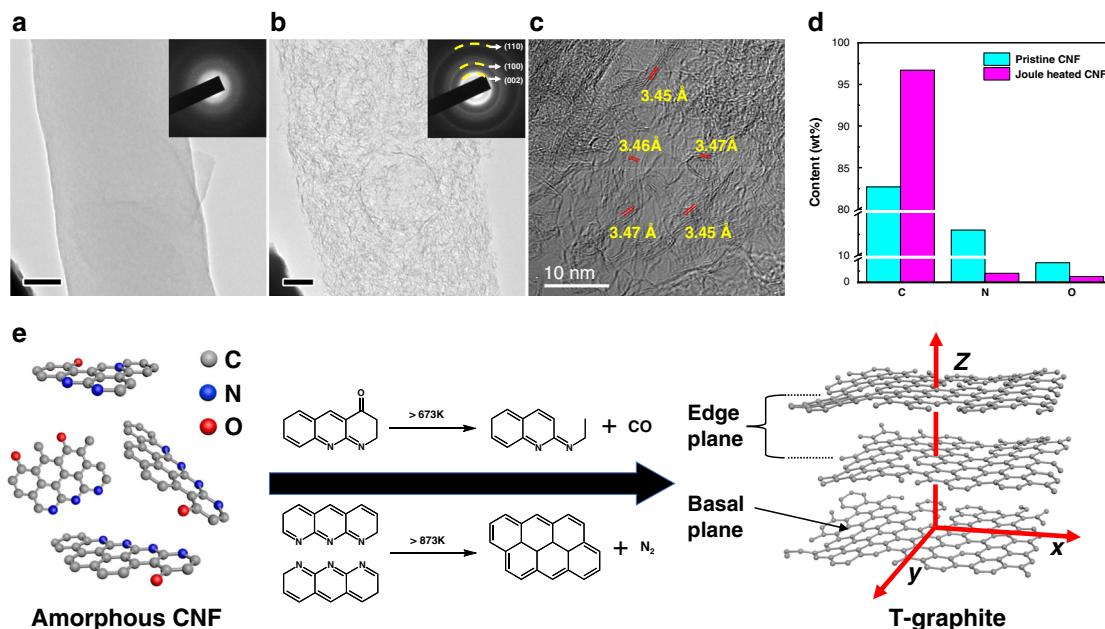 a
b
c
d
(110)
(100)
(002)
3.45 Å
3.46Å
3.47Å
3.47 Å
3.45 Å
10 nm
100
95
90
85
80
10
0
Content (wt%)
Pristine CNF
Joule heated CNF
C
N
O
e
C
N
O
Amorphous CNF
O
N
N
> 673K
N
N
+ CO
N
N
N
N
N
N
> 873K
+ N₂
Edge
plane
Basal
plane
Z
x
y
T-graphite